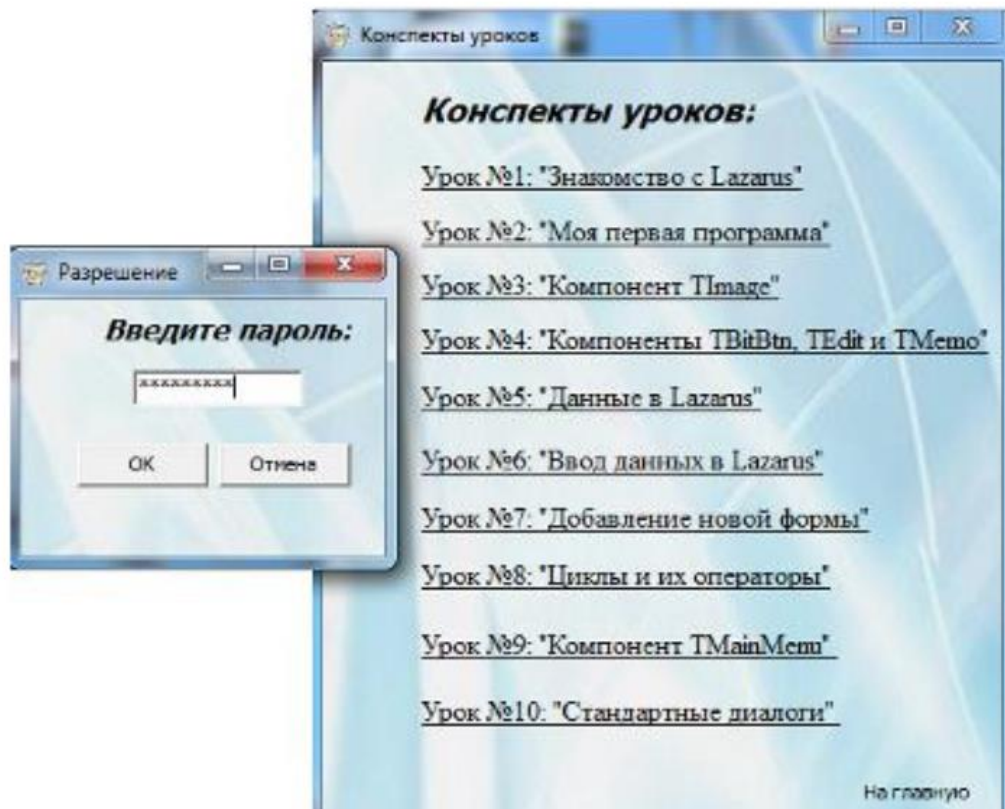 Конспекты уроков
Конспекты уроков:
Урок №1: "Знакомство с Lazarus"
Урок №2: "Моя первая программа"
Урок №3: "Компонент TImage"
Урок №4: "Компоненты TBitBtn, TEdit и TMemo"
Урок №5: "Данные в Lazarus"
Урок №6: "Ввод данных в Lazarus"
Урок №7: "Добавление новой формы"
Урок №8: "Циклы и их операторы"
Урок №9: "Компонент TMainMenu"
Урок №10: "Стандартные диалоги"
На главную
Разрешение
Введите пароль:
xxxxxxxxx
OK Отмена